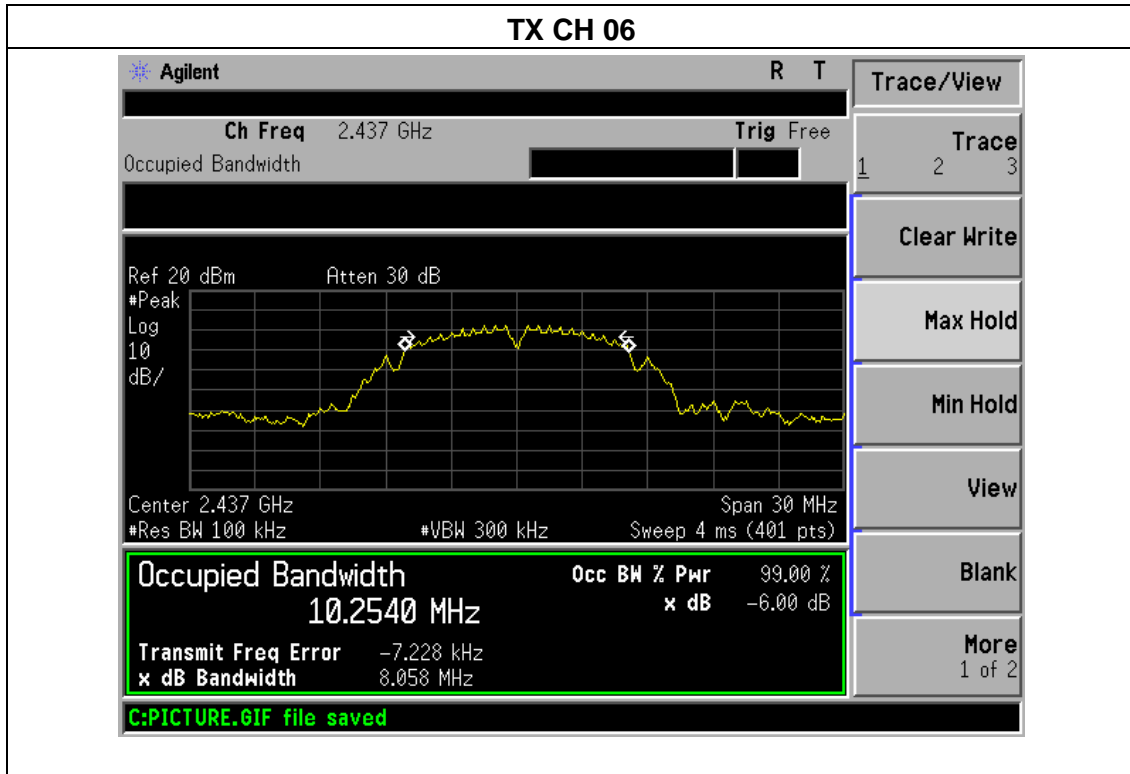 TX CH 06
Agilent R T
Ch Freq 2.437 GHz Trig Free
Occupied Bandwidth
Ref 20 dBm Atten 30 dB
#Peak
Log
10
dB/
Center 2.437 GHz Span 30 MHz
#Res BW 100 kHz #VBW 300 kHz Sweep 4 ms (401 pts)
Occupied Bandwidth Occ BW % Pwr 99.00 %
10.2540 MHz x dB -6.00 dB
Transmit Freq Error -7.228 kHz
x dB Bandwidth 8.058 MHz
C:PICTURE.GIF file saved
Trace/View
Trace
1 2 3
Clear Write
Max Hold
Min Hold
View
Blank
More
1 of 2